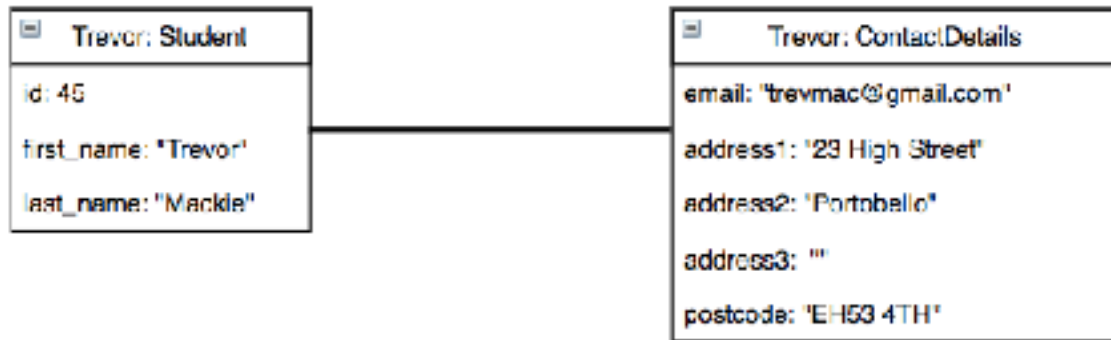 Trevor: Student
id: 45
first_name: "Trevor"
last_name: "Mackie"
Trevor: ContactDetails
email: "trevmac@gmail.com"
address1: "23 High Street"
address2: "Portobello"
address3: ""
postcode: "EH53 4TH"